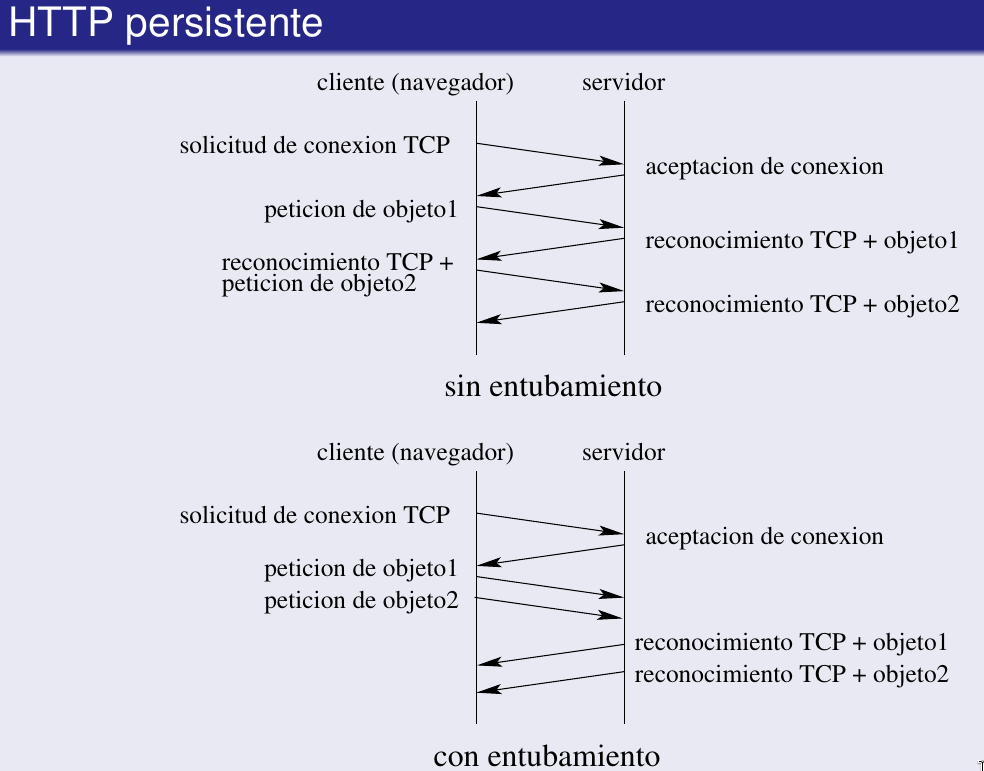 HTTP persistente
cliente (navegador) servidor
solicitud de conexion TCP
aceptacion de conexion
peticion de objeto1
reconocimiento TCP + objeto1
reconocimiento TCP +
peticion de objeto2
reconocimiento TCP + objeto2
sin entubamiento
cliente (navegador) servidor
solicitud de conexion TCP
aceptacion de conexion
peticion de objeto1
peticion de objeto2
reconocimiento TCP + objeto1
reconocimiento TCP + objeto2
con entubamiento